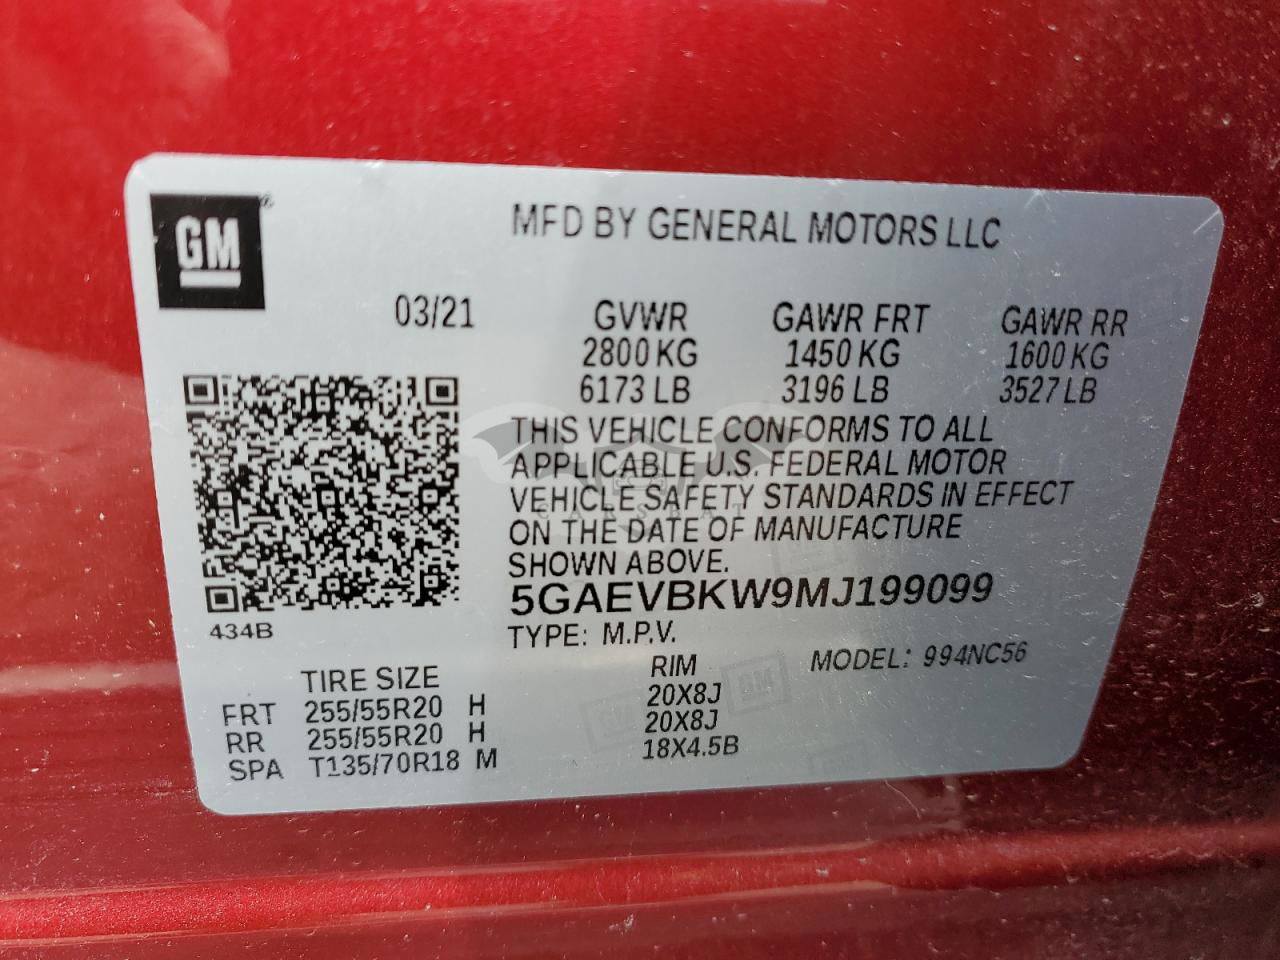 GM
MFD BY GENERAL MOTORS LLC
03/21 GVWR GAWR FRT GAWR RR
2800 KG 1450 KG 1600 KG
6173 LB 3196 LB 3527 LB
THIS VEHICLE CONFORMS TO ALL
APPLICABLE U.S. FEDERAL MOTOR
VEHICLE SAFETY STANDARDS IN EFFECT
ON THE DATE OF MANUFACTURE
SHOWN ABOVE.
5GAEVBKW9MJ199099
434B
TYPE: M.P.V. MODEL: 994NC56
TIRE SIZE RIM
FRT 255/55R20 H 20X8J
RR 255/55R20 H 20X8J
SPA T135/70R18 M 18X4.5B
GM
GM
CARSBAT